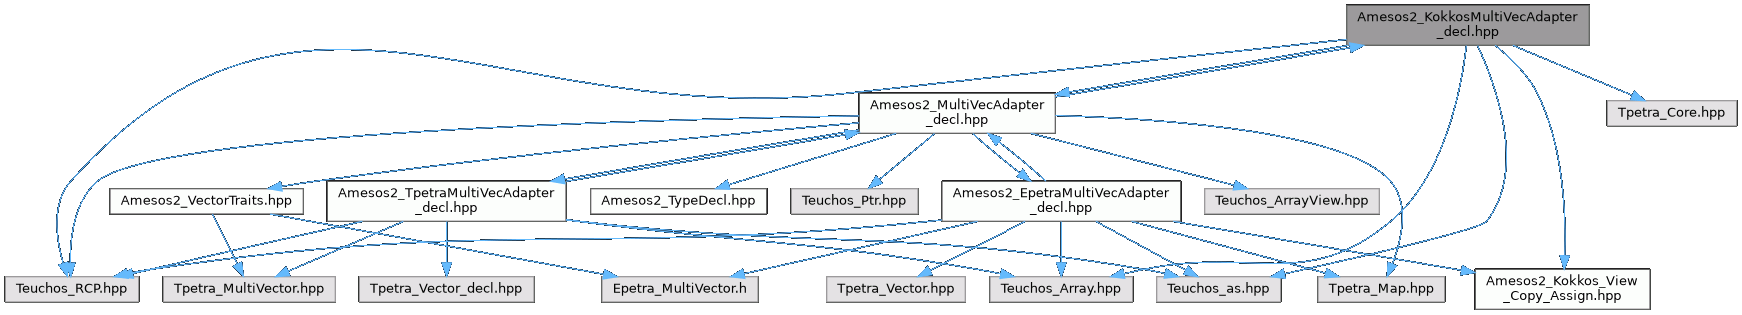 Amesos2_KokkosMultiVecAdapter
_decl.hpp
Amesos2_MultiVecAdapter
_decl.hpp
Tpetra_Core.hpp
Amesos2_VectorTraits.hpp
Amesos2_TpetraMultiVecAdapter
_decl.hpp
Amesos2_TypeDecl.hpp
Teuchos_Ptr.hpp
Amesos2_EpetraMultiVecAdapter
_decl.hpp
Teuchos_ArrayView.hpp
Teuchos_RCP.hpp
Tpetra_MultiVector.hpp
Tpetra_Vector_decl.hpp
Epetra_MultiVector.h
Tpetra_Vector.hpp
Teuchos_Array.hpp
Teuchos_as.hpp
Tpetra_Map.hpp
Amesos2_Kokkos_View
_Copy_Assign.hpp